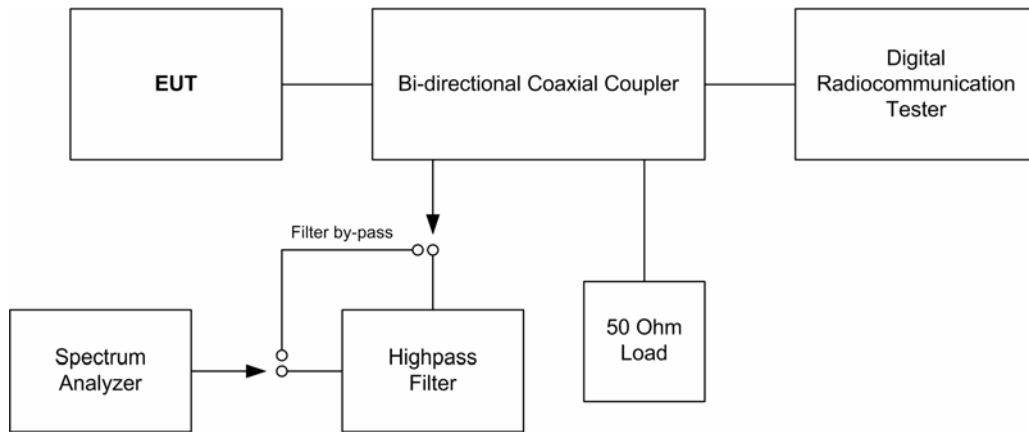 EUT
Bi-directional Coaxial Coupler
Digital
Radiocommunication
Tester
Filter by-pass
Spectrum
Analyzer
Highpass
Filter
50 Ohm
Load